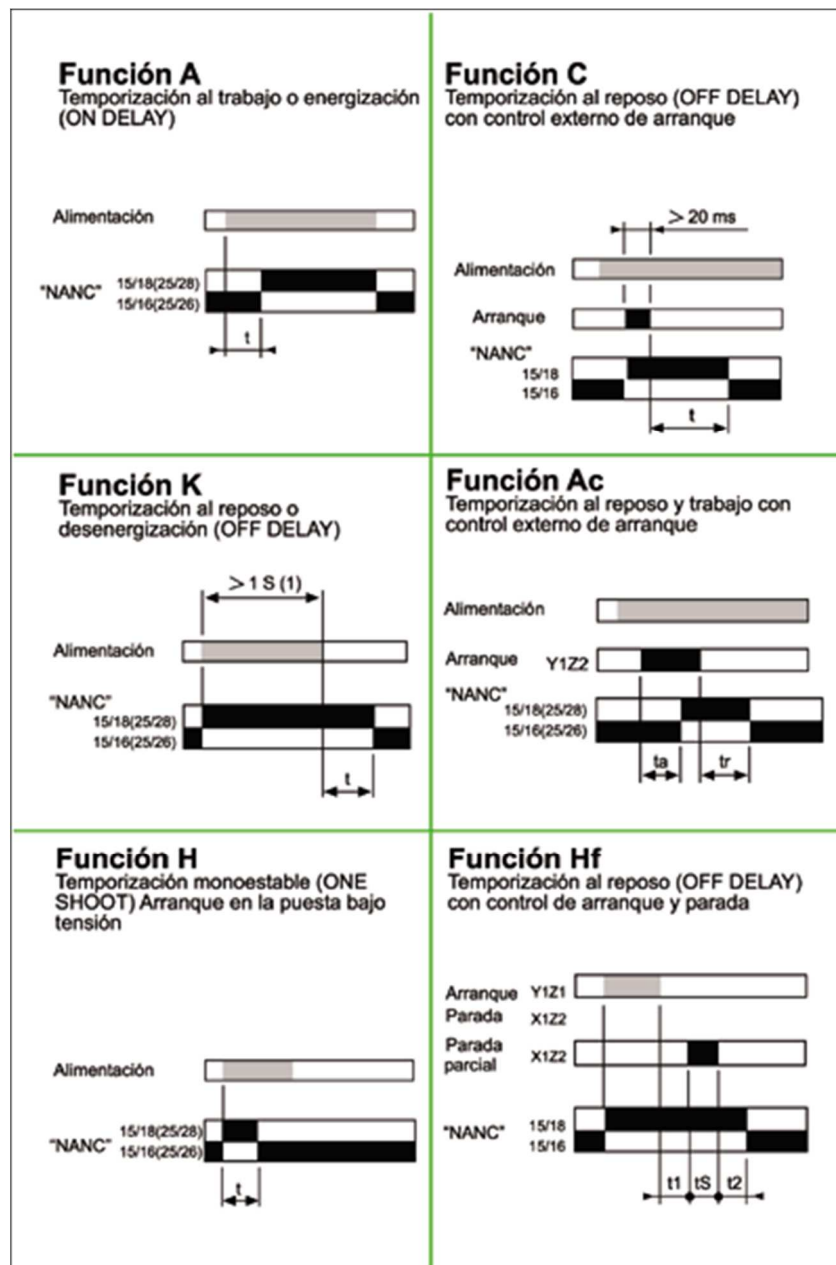 Función A
Temporización al trabajo o energización
(ON DELAY)
Alimentación
"NANC" 15/18(25/28)
15/16(25/26)
t
Función C
Temporización al reposo (OFF DELAY)
con control externo de arranque
> 20 ms
Alimentación
Arranque
"NANC"
15/18
15/16
t
Función K
Temporización al reposo o
desenergización (OFF DELAY)
> 1 S (1)
Alimentación
"NANC"
15/18(25/28)
15/16(25/26)
t
Función Ac
Temporización al reposo y trabajo con
control externo de arranque
Alimentación
Arranque Y1Z2
"NANC"
15/18(25/28)
15/16(25/26)
ta tr
Función H
Temporización monoestable (ONE
SHOOT) Arranque en la puesta bajo
tensión
Alimentación
15/18(25/28)
"NANC" 15/16(25/26)
t
Función Hf
Temporización al reposo (OFF DELAY)
con control de arranque y parada
Arranque Y1Z1
Parada X1Z2
Parada
parcial X1Z2
"NANC" 15/18
15/16
t1 tS t2